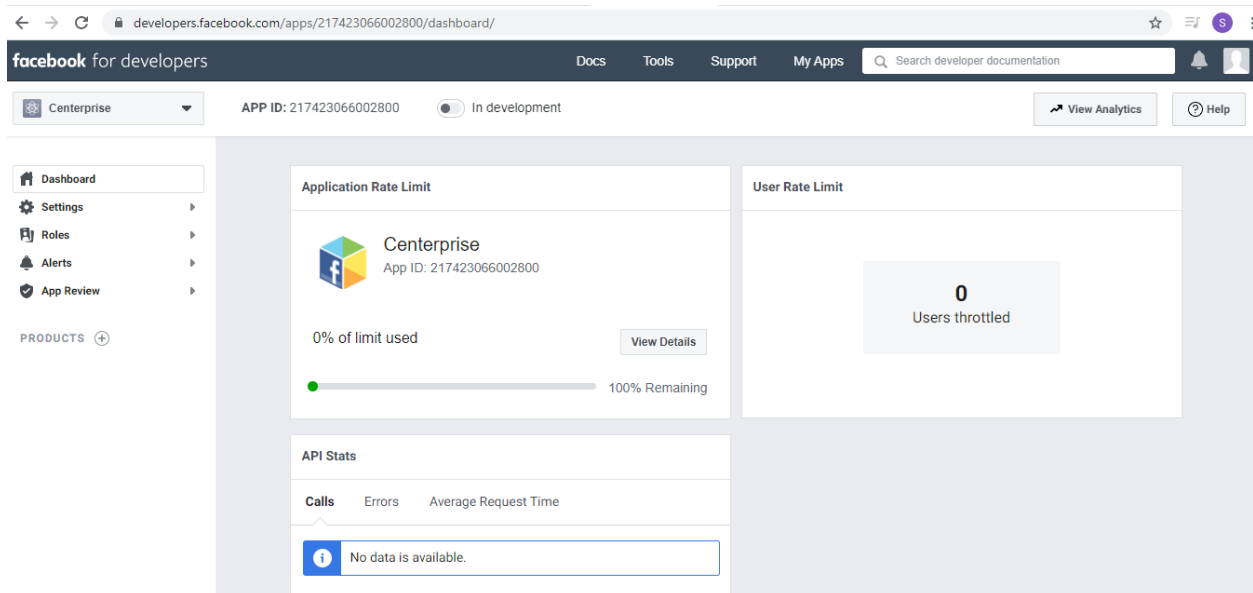 developers.facebook.com/apps/217423066002800/dashboard/
S
facebook for developers
Docs
Tools
Support
My Apps
Search developer documentation
Centerprise
APP ID: 217423066002800
In development
View Analytics
? Help
Dashboard
Settings
Roles
Alerts
App Review
PRODUCTS +
Application Rate Limit
f
Centerprise
App ID: 217423066002800
0% of limit used
View Details
100% Remaining
User Rate Limit
0
Users throttled
API Stats
Calls
Errors
Average Request Time
i
No data is available.